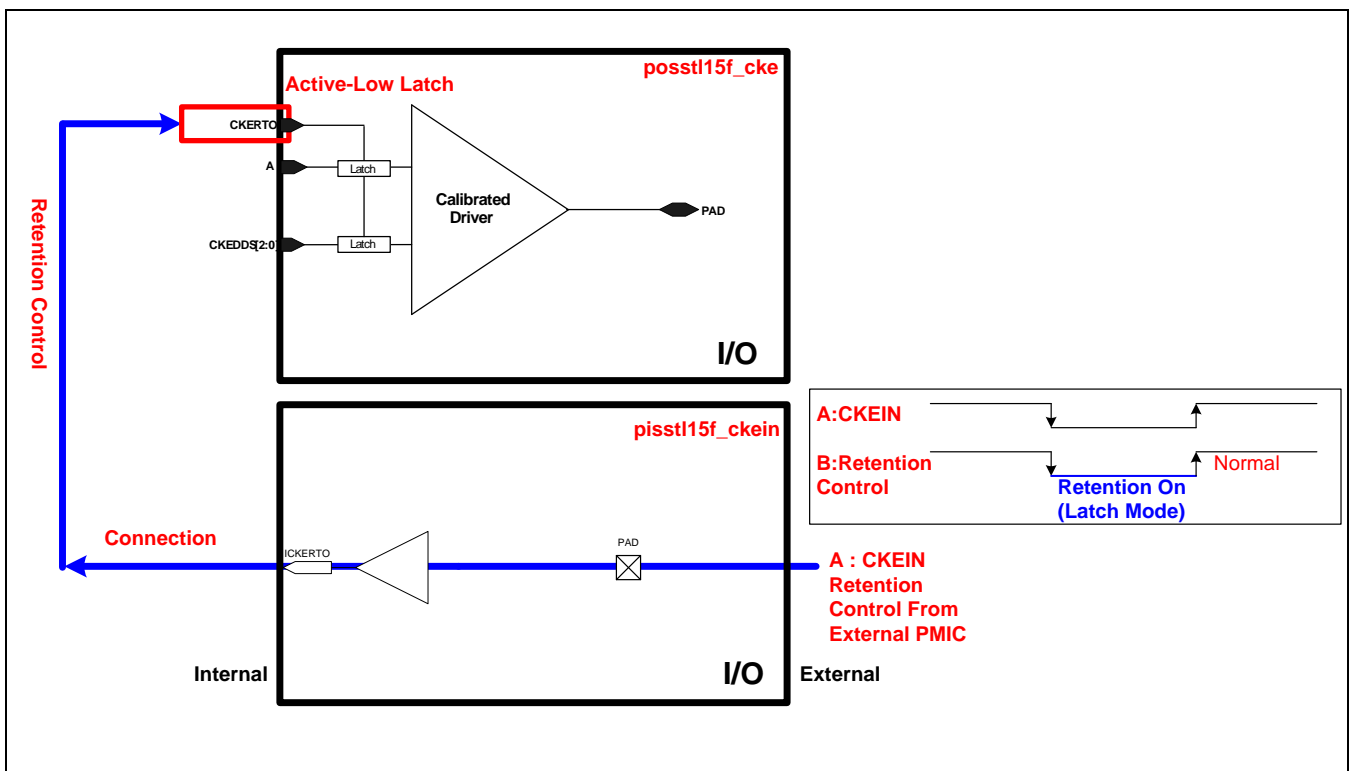 posstl15f_cke
Active-Low Latch
CKERTO
A
Latch
Calibrated
Driver
PAD
CKEDDS[2:0]
Latch
I/O
Retention Control
pisstl15f_ckein
A:CKEIN
B:Retention
Control
Normal
Retention On
(Latch Mode)
Connection
ICKERTO
PAD
A : CKEIN
Retention
Control From
External PMIC
Internal
I/O
External